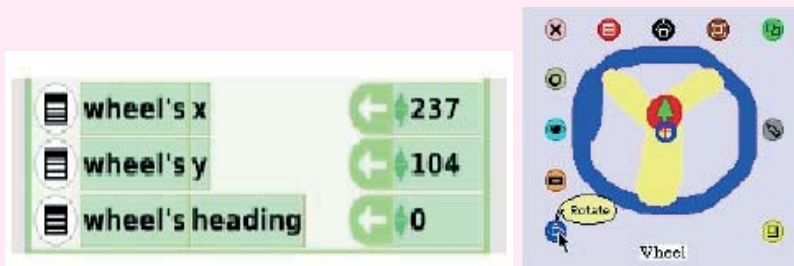 wheel's x 237
wheel's y 104
wheel's heading 0
Rotate
Wheel